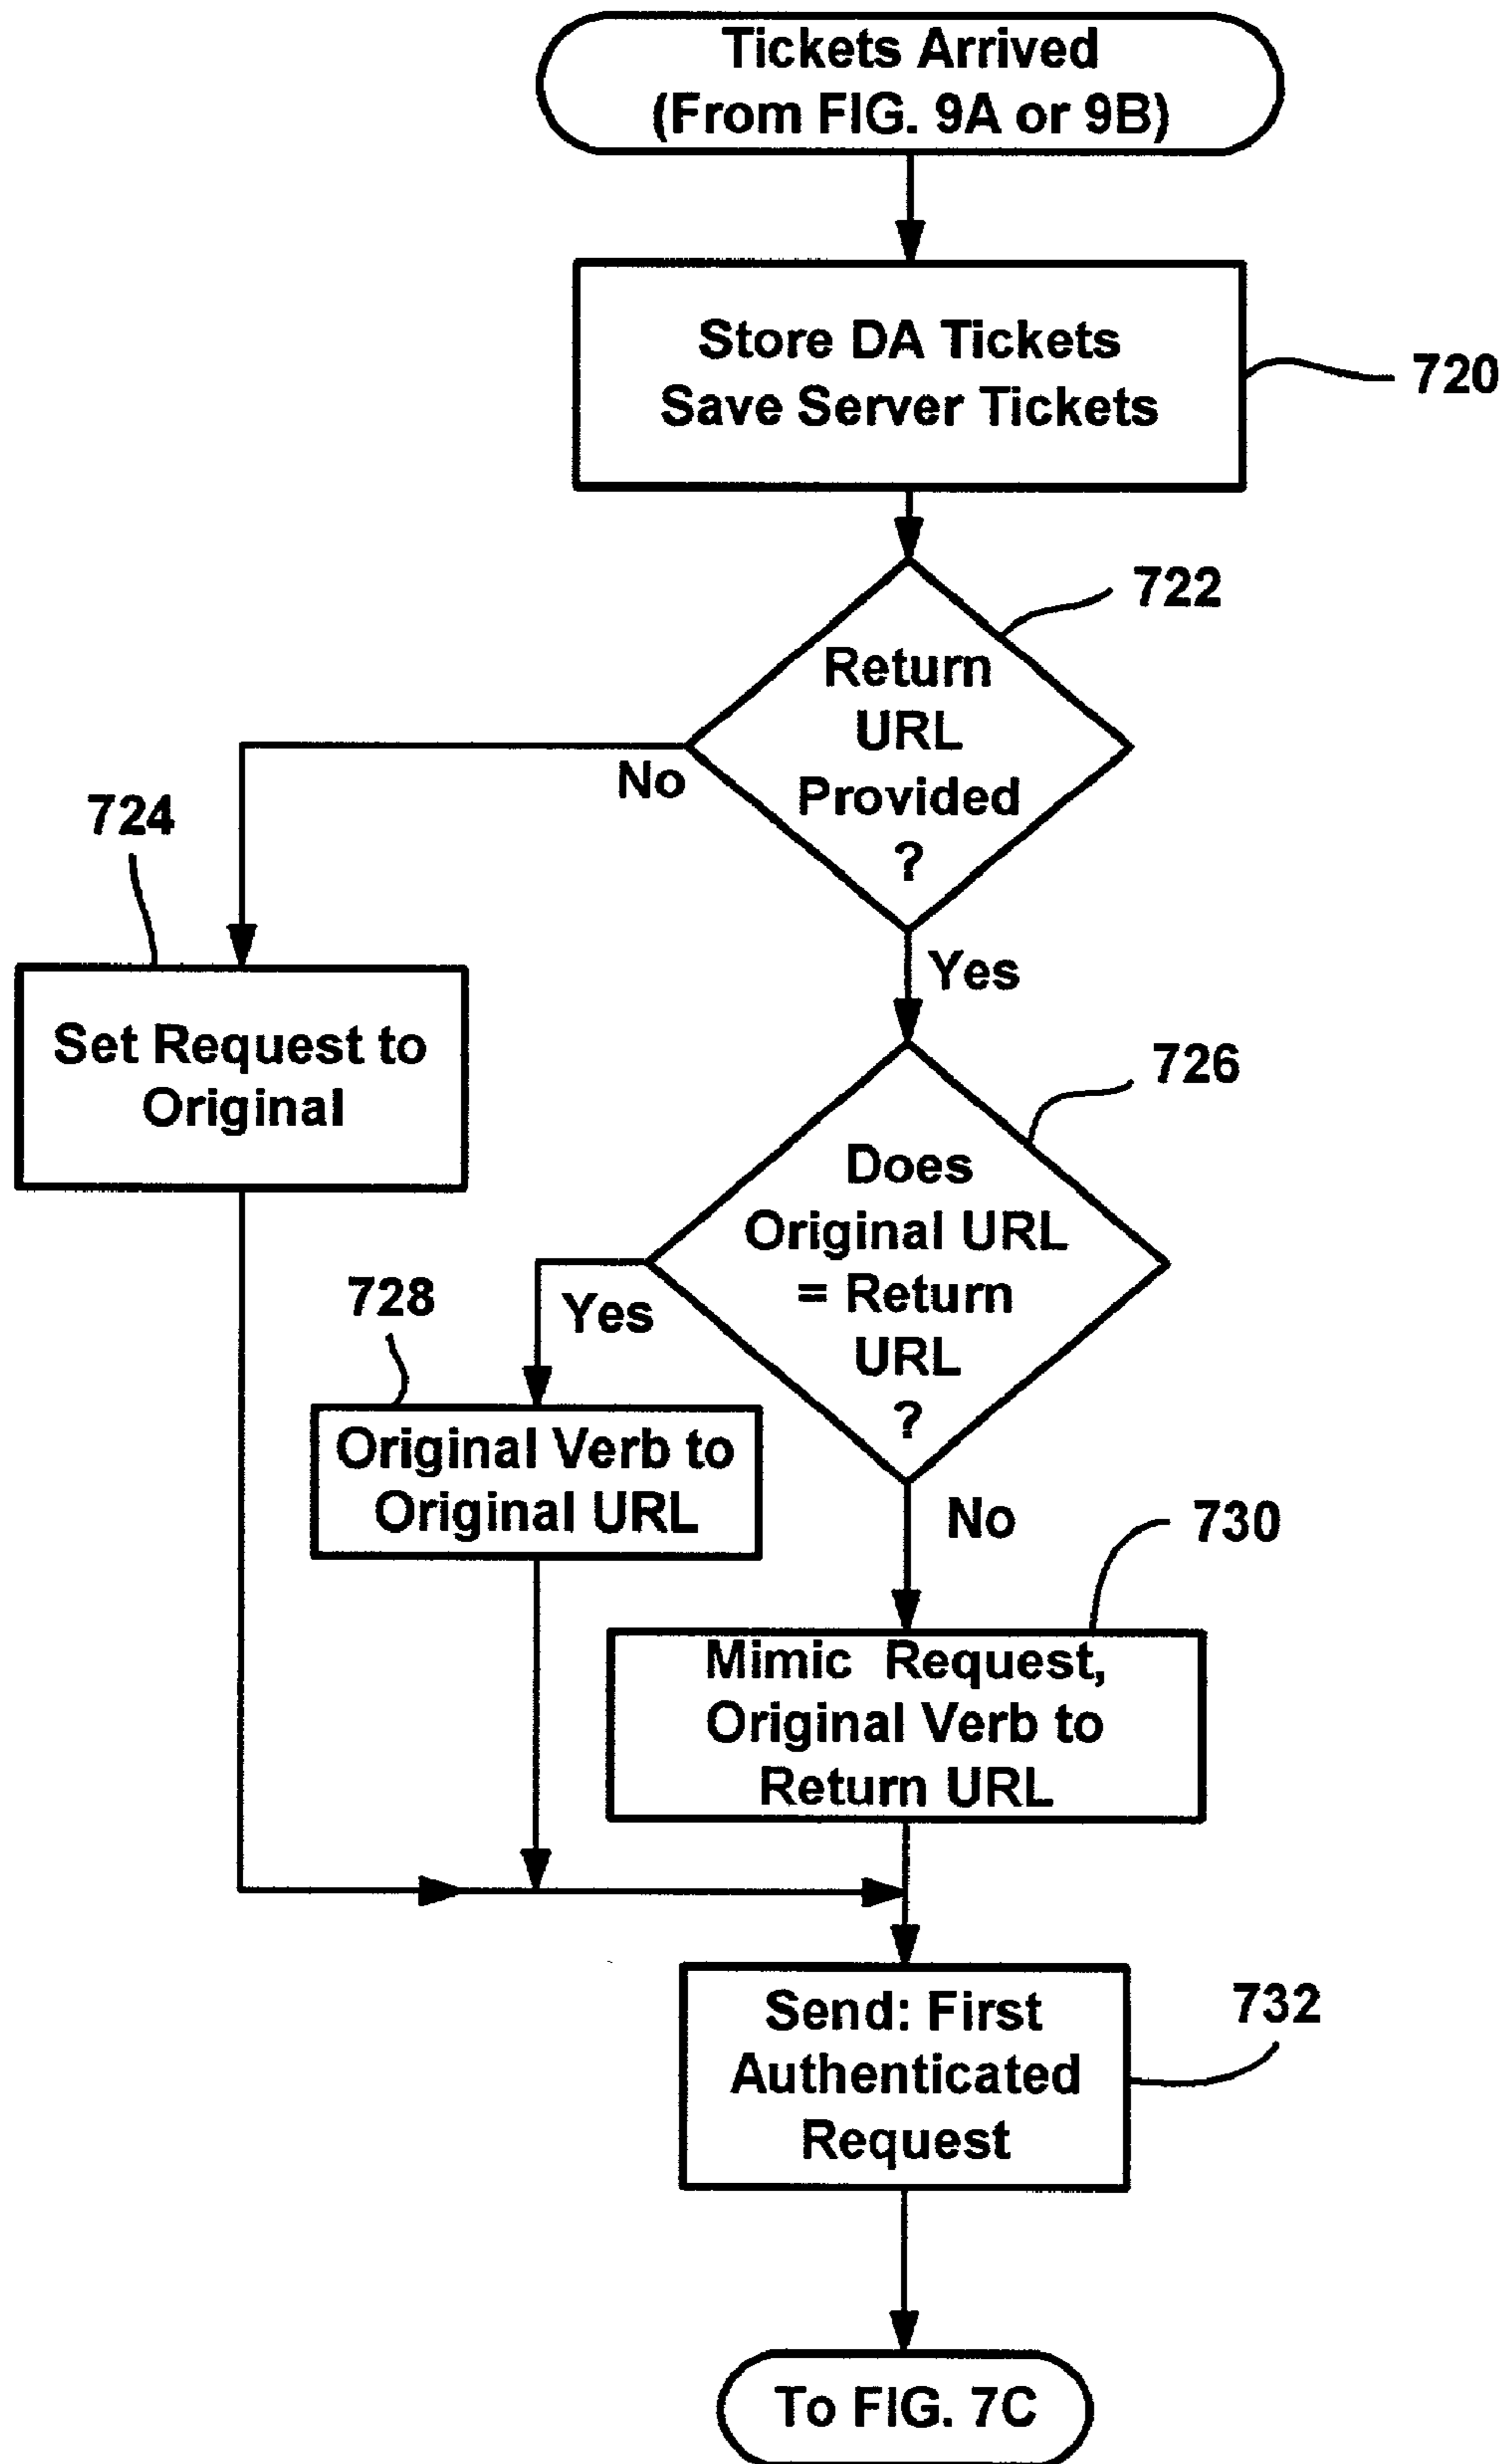 Tickets Arrived
(From FIG. 9A or 9B)
Store DA Tickets
Save Server Tickets
720
722
Return
URL
Provided
?
No
724
Yes
Set Request to
Original
726
Does
Original URL
= Return
URL
?
728
Yes
Original Verb to
Original URL
No
730
Mimic Request,
Original Verb to
Return URL
Send: First
Authenticated
Request
732
To FIG. 7C